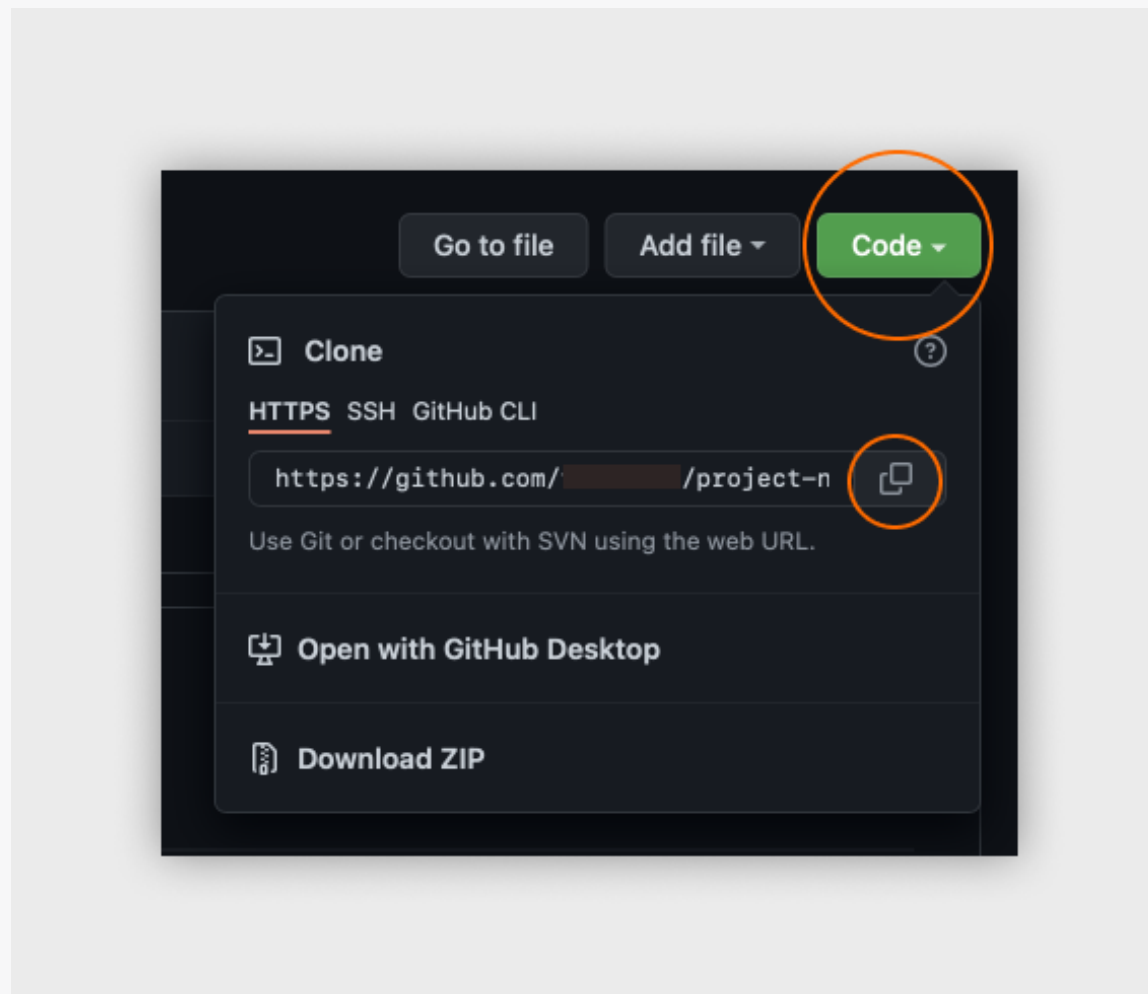 Go to file Add file Code
Clone
HTTPS SSH GitHub CLI
https://github.com/ /project-n
Use Git or checkout with SVN using the web URL.
Open with GitHub Desktop
Download ZIP